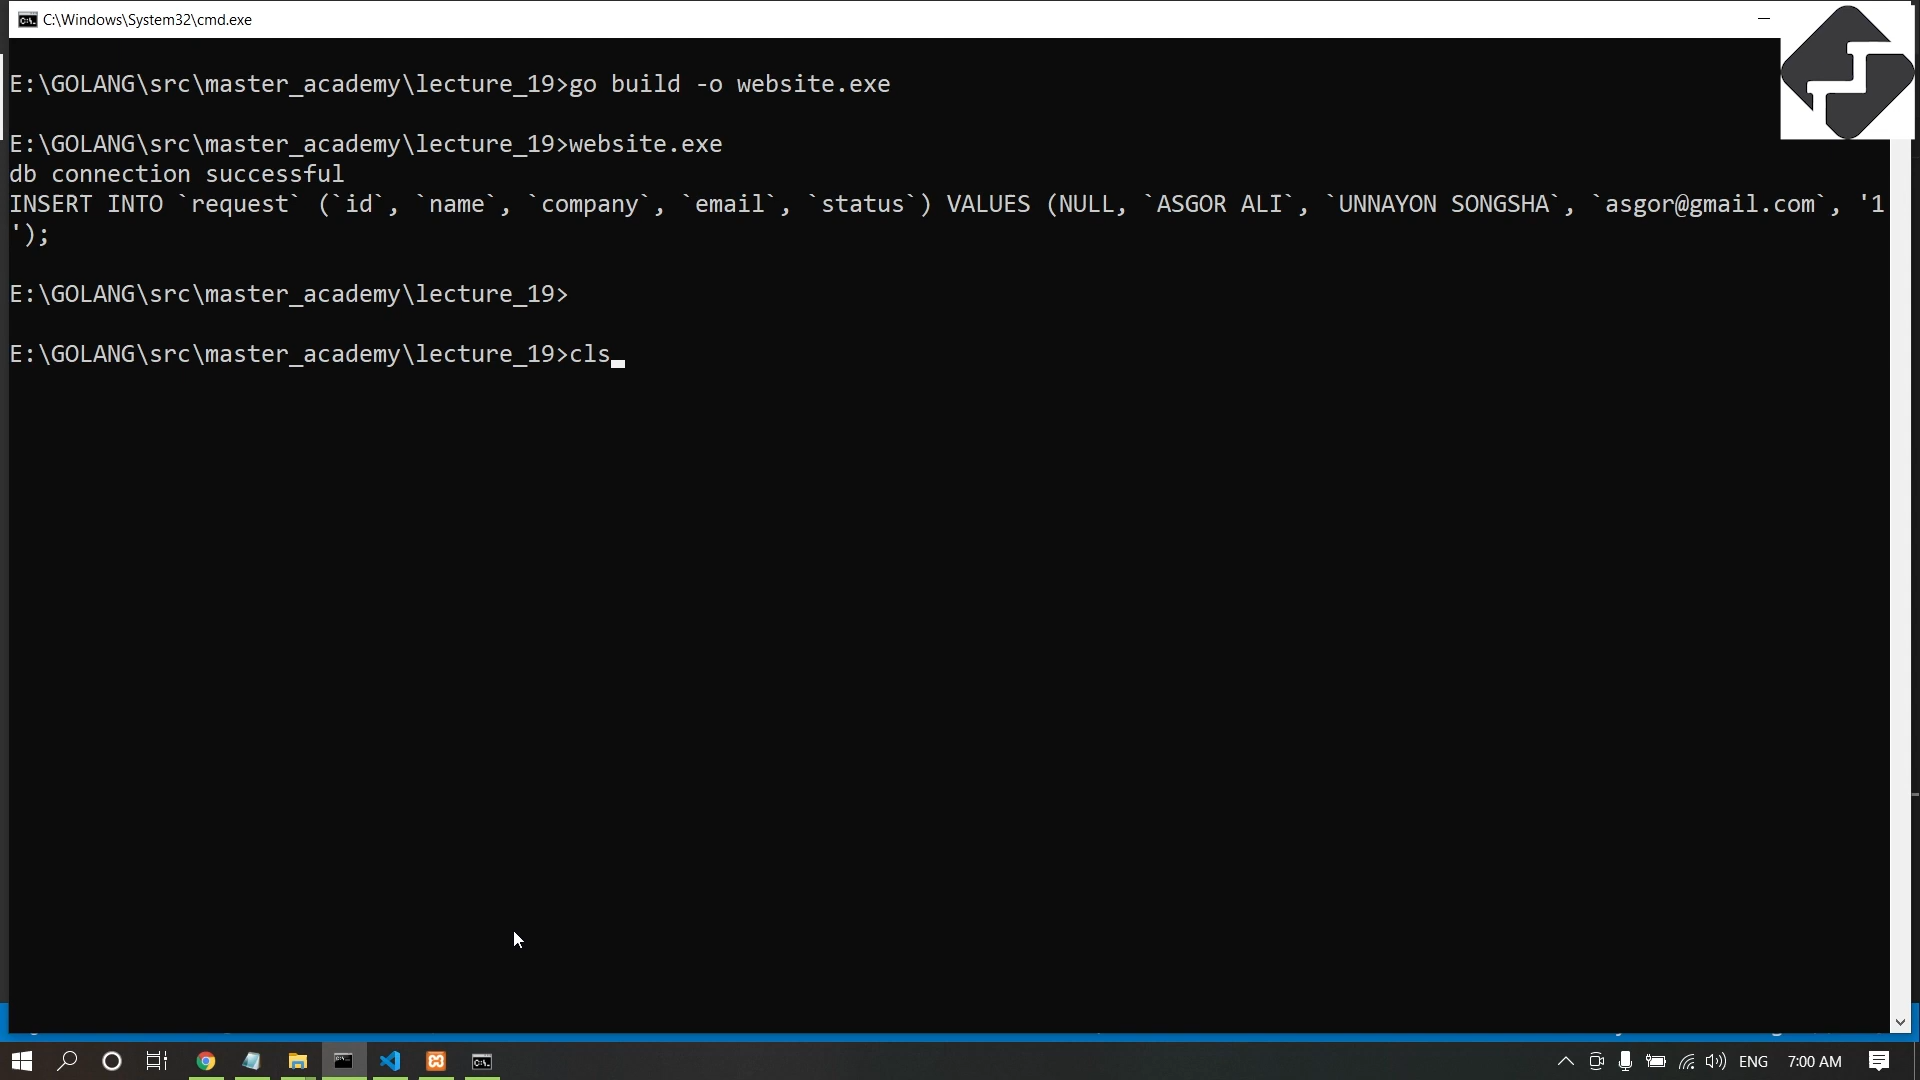 C:\Windows\System32\cmd.exe
E:\GOLANG\src\master_academy\lecture_19>go build -o website.exe
E:\GOLANG\src\master_academy\lecture_19>website.exe
db connection successful
INSERT INTO `request` (`id`, `name`, `company`, `email`, `status`) VALUES (NULL, `ASGOR ALI`, `UNNAYON SONGSHA`, `asgor@gmail.com`, '1
');
E:\GOLANG\src\master_academy\lecture_19>
E:\GOLANG\src\master_academy\lecture_19>cls
ENG 7:00 AM